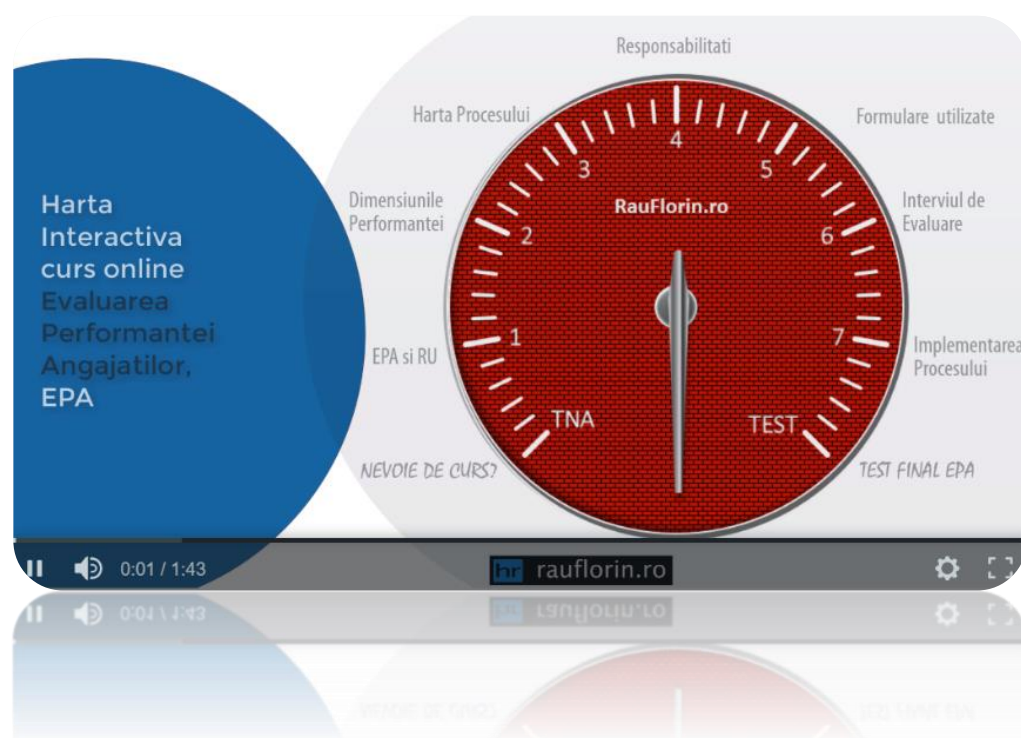 Harta
Interactiva
curs online
Evaluarea
Performantei
Angajatilor,
EPA
Responsabilitati
Harta Procesului
Formulare utilizate
Dimensiunile
Performantei
Interviul de
Evaluare
EPA si RU
Implementarea
Procesului
NEVOIE DE CURS?
TEST FINAL EPA
RauFlorin.ro
TNA
1
2
3
4
5
6
7
TEST
0:01 / 1:43
hr rauflorin.ro